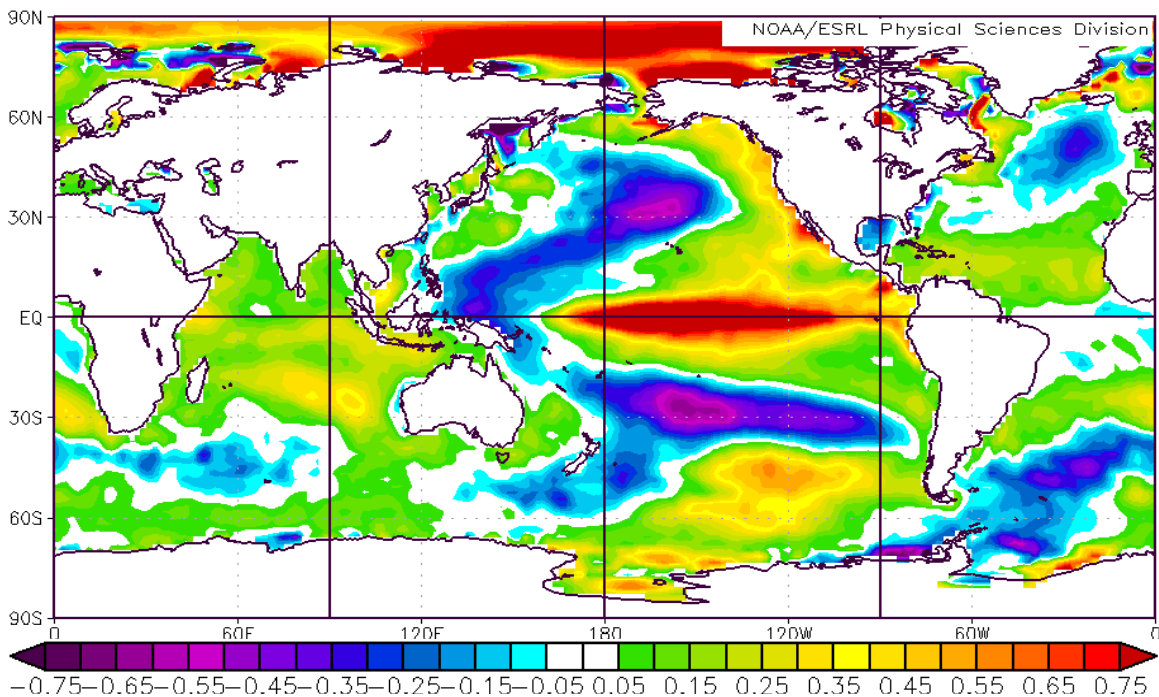 90N
NOAA/ESRL Physical Sciences Division
60N
30N
EQ
30S
60S
90S
0 60E 120E 180 120W 60W 0
-0.75 -0.65 -0.55 -0.45 -0.35 -0.25 -0.15 -0.05 0.05 0.15 0.25 0.35 0.45 0.55 0.65 0.75